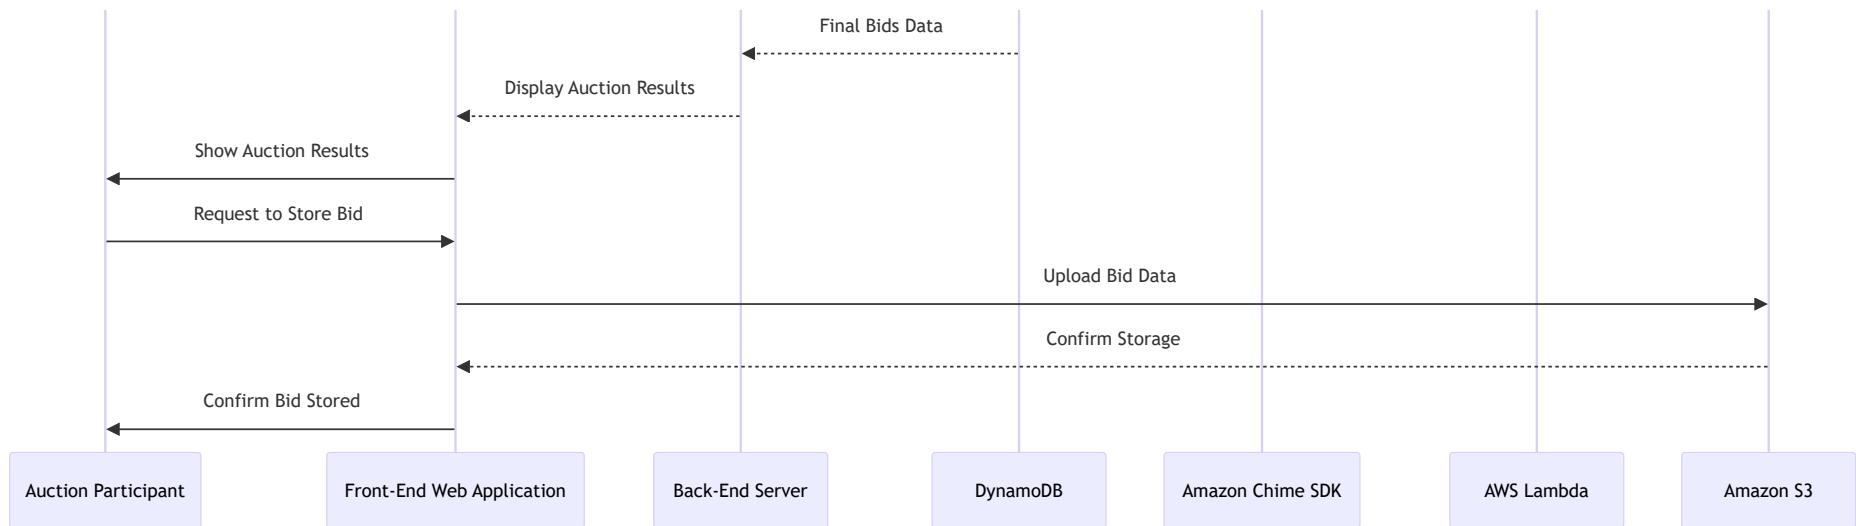 Final Bids Data
Display Auction Results
Show Auction Results
Request to Store Bid
Upload Bid Data
Confirm Storage
Confirm Bid Stored
Auction Participant
Front-End Web Application
Back-End Server
DynamoDB
Amazon Chime SDK
AWS Lambda
Amazon S3